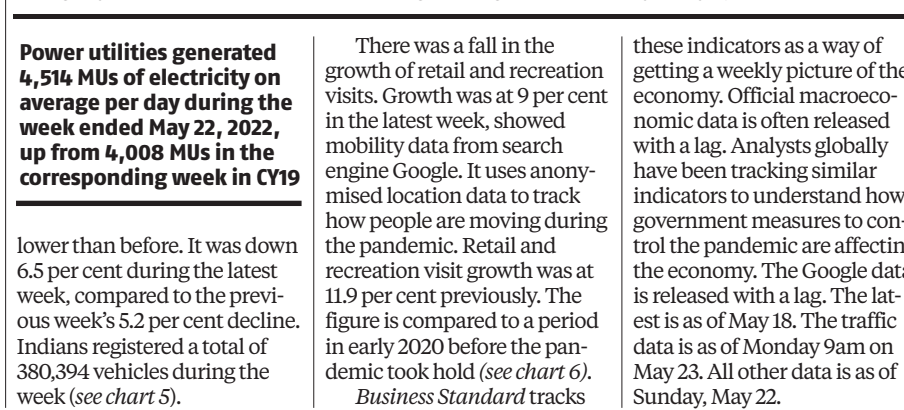 Power utilities generated
4,514 MUs of electricity on
average per day during the
week ended May 22, 2022,
up from 4,008 MUs in the
corresponding week in CY19
lower than before. It was down
6.5 per cent during the latest
week, compared to the previ-
ous week's 5.2 per cent decline.
Indians registered a total of
380,394 vehicles during the
week (see chart 5).
There was a fall in the
growth of retail and recreation
visits. Growth was at 9 per cent
in the latest week, showed
mobility data from search
engine Google. It uses anony-
mised location data to track
how people are moving during
the pandemic. Retail and
recreation visit growth was at
11.9 per cent previously. The
figure is compared to a period
in early 2020 before the pan-
demic took hold (see chart 6).
Business Standard tracks
these indicators as a way of
getting a weekly picture of the
economy. Official macroeco-
nomic data is often released
with a lag. Analysts globally
have been tracking similar
indicators to understand how
government measures to con-
trol the pandemic are affectin
the economy. The Google data
is released with a lag. The lat-
est is as of May 18. The traffic
data is as of Monday 9am on
May 23. All other data is as of
Sunday, May 22.